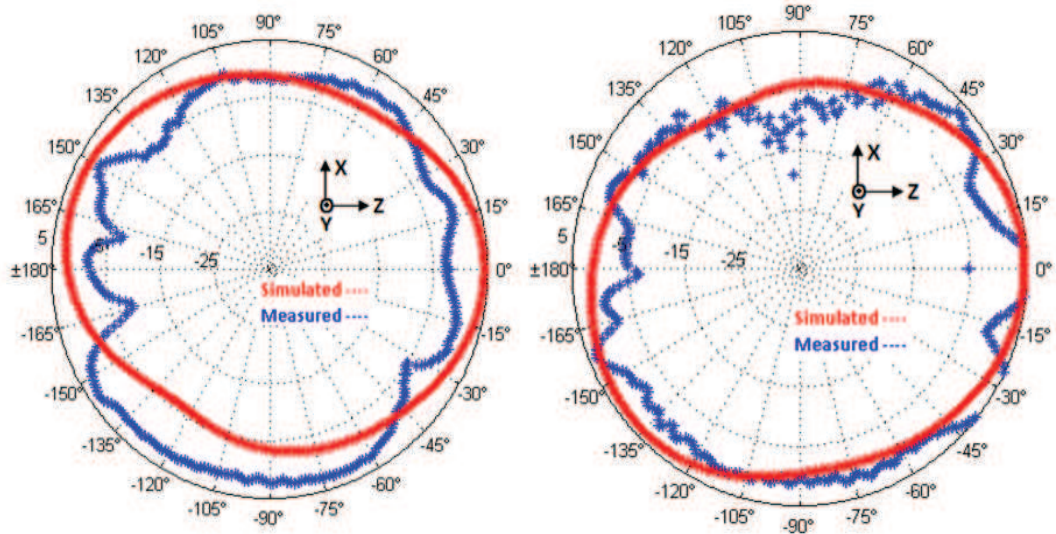 90°
105° 75°
120° 60°
135° 45°
150° 30°
165° 15°
5 -5 -15 -25
±180° 0°
-165° -15°
-150° -30°
-135° -45°
-120° -60°
-105° -75°
-90°
X
Z
Y
Simulated ----
Measured ----
90°
105° 75°
120° 60°
135° 45°
150° 30°
165° 15°
5 -5 -15 -25
±180° 0°
-165° -15°
-150° -30°
-135° -45°
-120° -60°
-105° -75°
-90°
X
Z
Y
Simulated ----
Measured ----